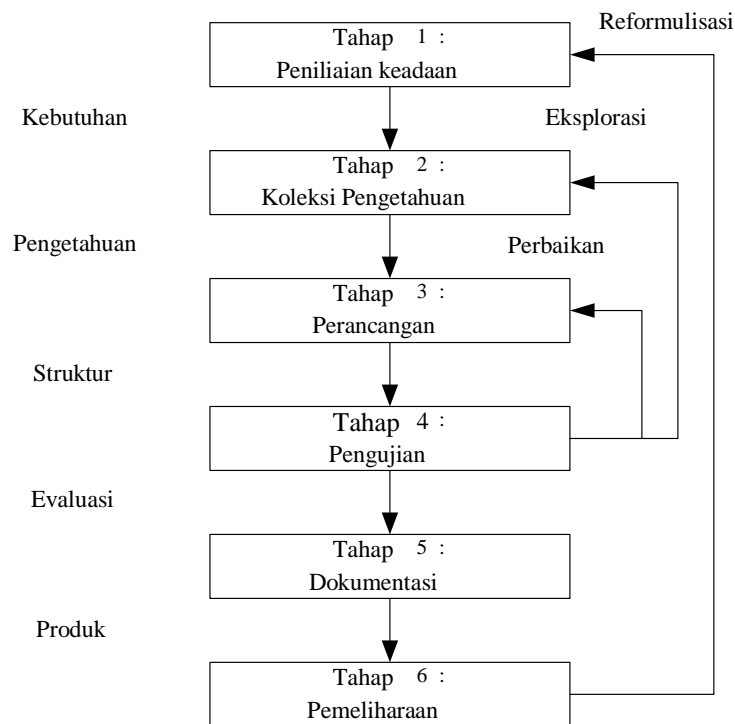 Reformulisasi
Tahap 1 :
Peniliaian keadaan
Kebutuhan
Eksplorasi
Tahap 2 :
Koleksi Pengetahuan
Pengetahuan
Perbaikan
Tahap 3 :
Perancangan
Struktur
Tahap 4 :
Pengujian
Evaluasi
Tahap 5 :
Dokumentasi
Produk
Tahap 6 :
Pemeliharaan